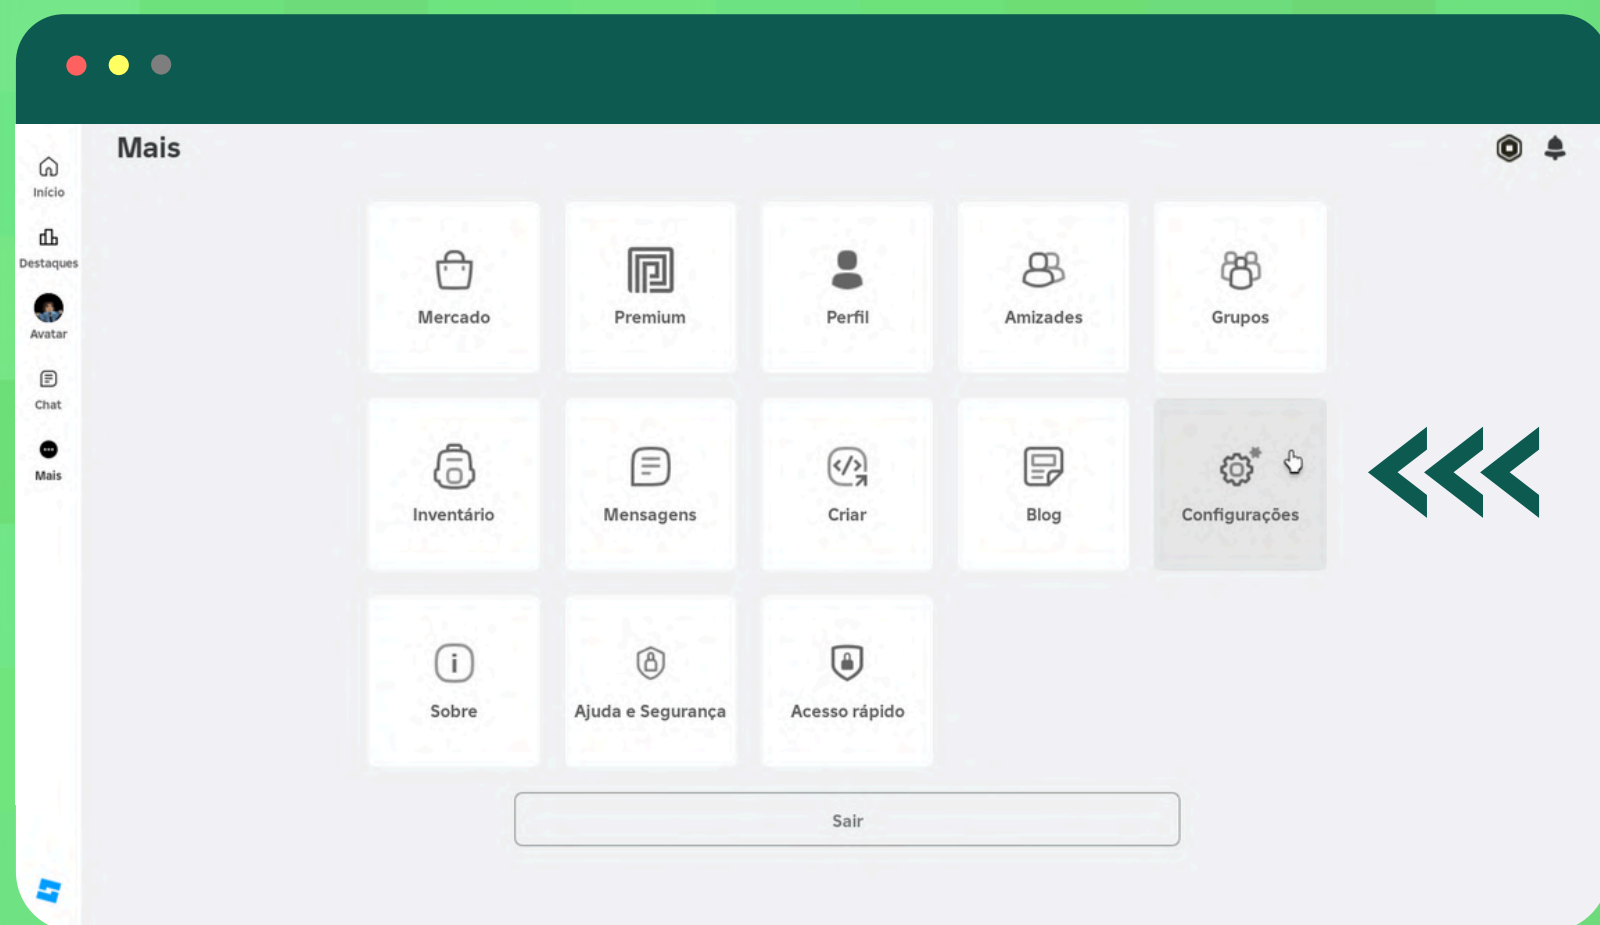 Mais
Início
Destaques
Avatar
Chat
Mais
Mercado
Premium
Perfil
Amizades
Grupos
Inventário
Mensagens
Criar
Blog
Configurações
Sobre
Ajuda e Segurança
Acesso rápido
Sair